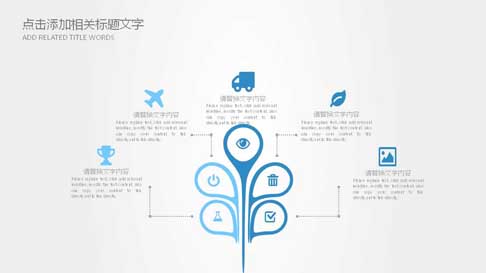 点击添加相关标题文字
ADD RELATED TITLE WORDS
请替换文字内容
Please replace text, click add relevant
headline, modify the text content, also
can copy your content to this
directly.
请替换文字内容
Please replace text, click add relevant
headline, modify the text content, also
can copy your content to this
directly.
请替换文字内容
Please replace text, click add relevant
headline, modify the text content, also
can copy your content to this
directly.
请替换文字内容
Please replace text, click add relevant
headline, modify the text content, also
can copy your content to this
directly.
请替换文字内容
Please replace text, click add relevant
headline, modify the text content, also
can copy your content to this
directly.